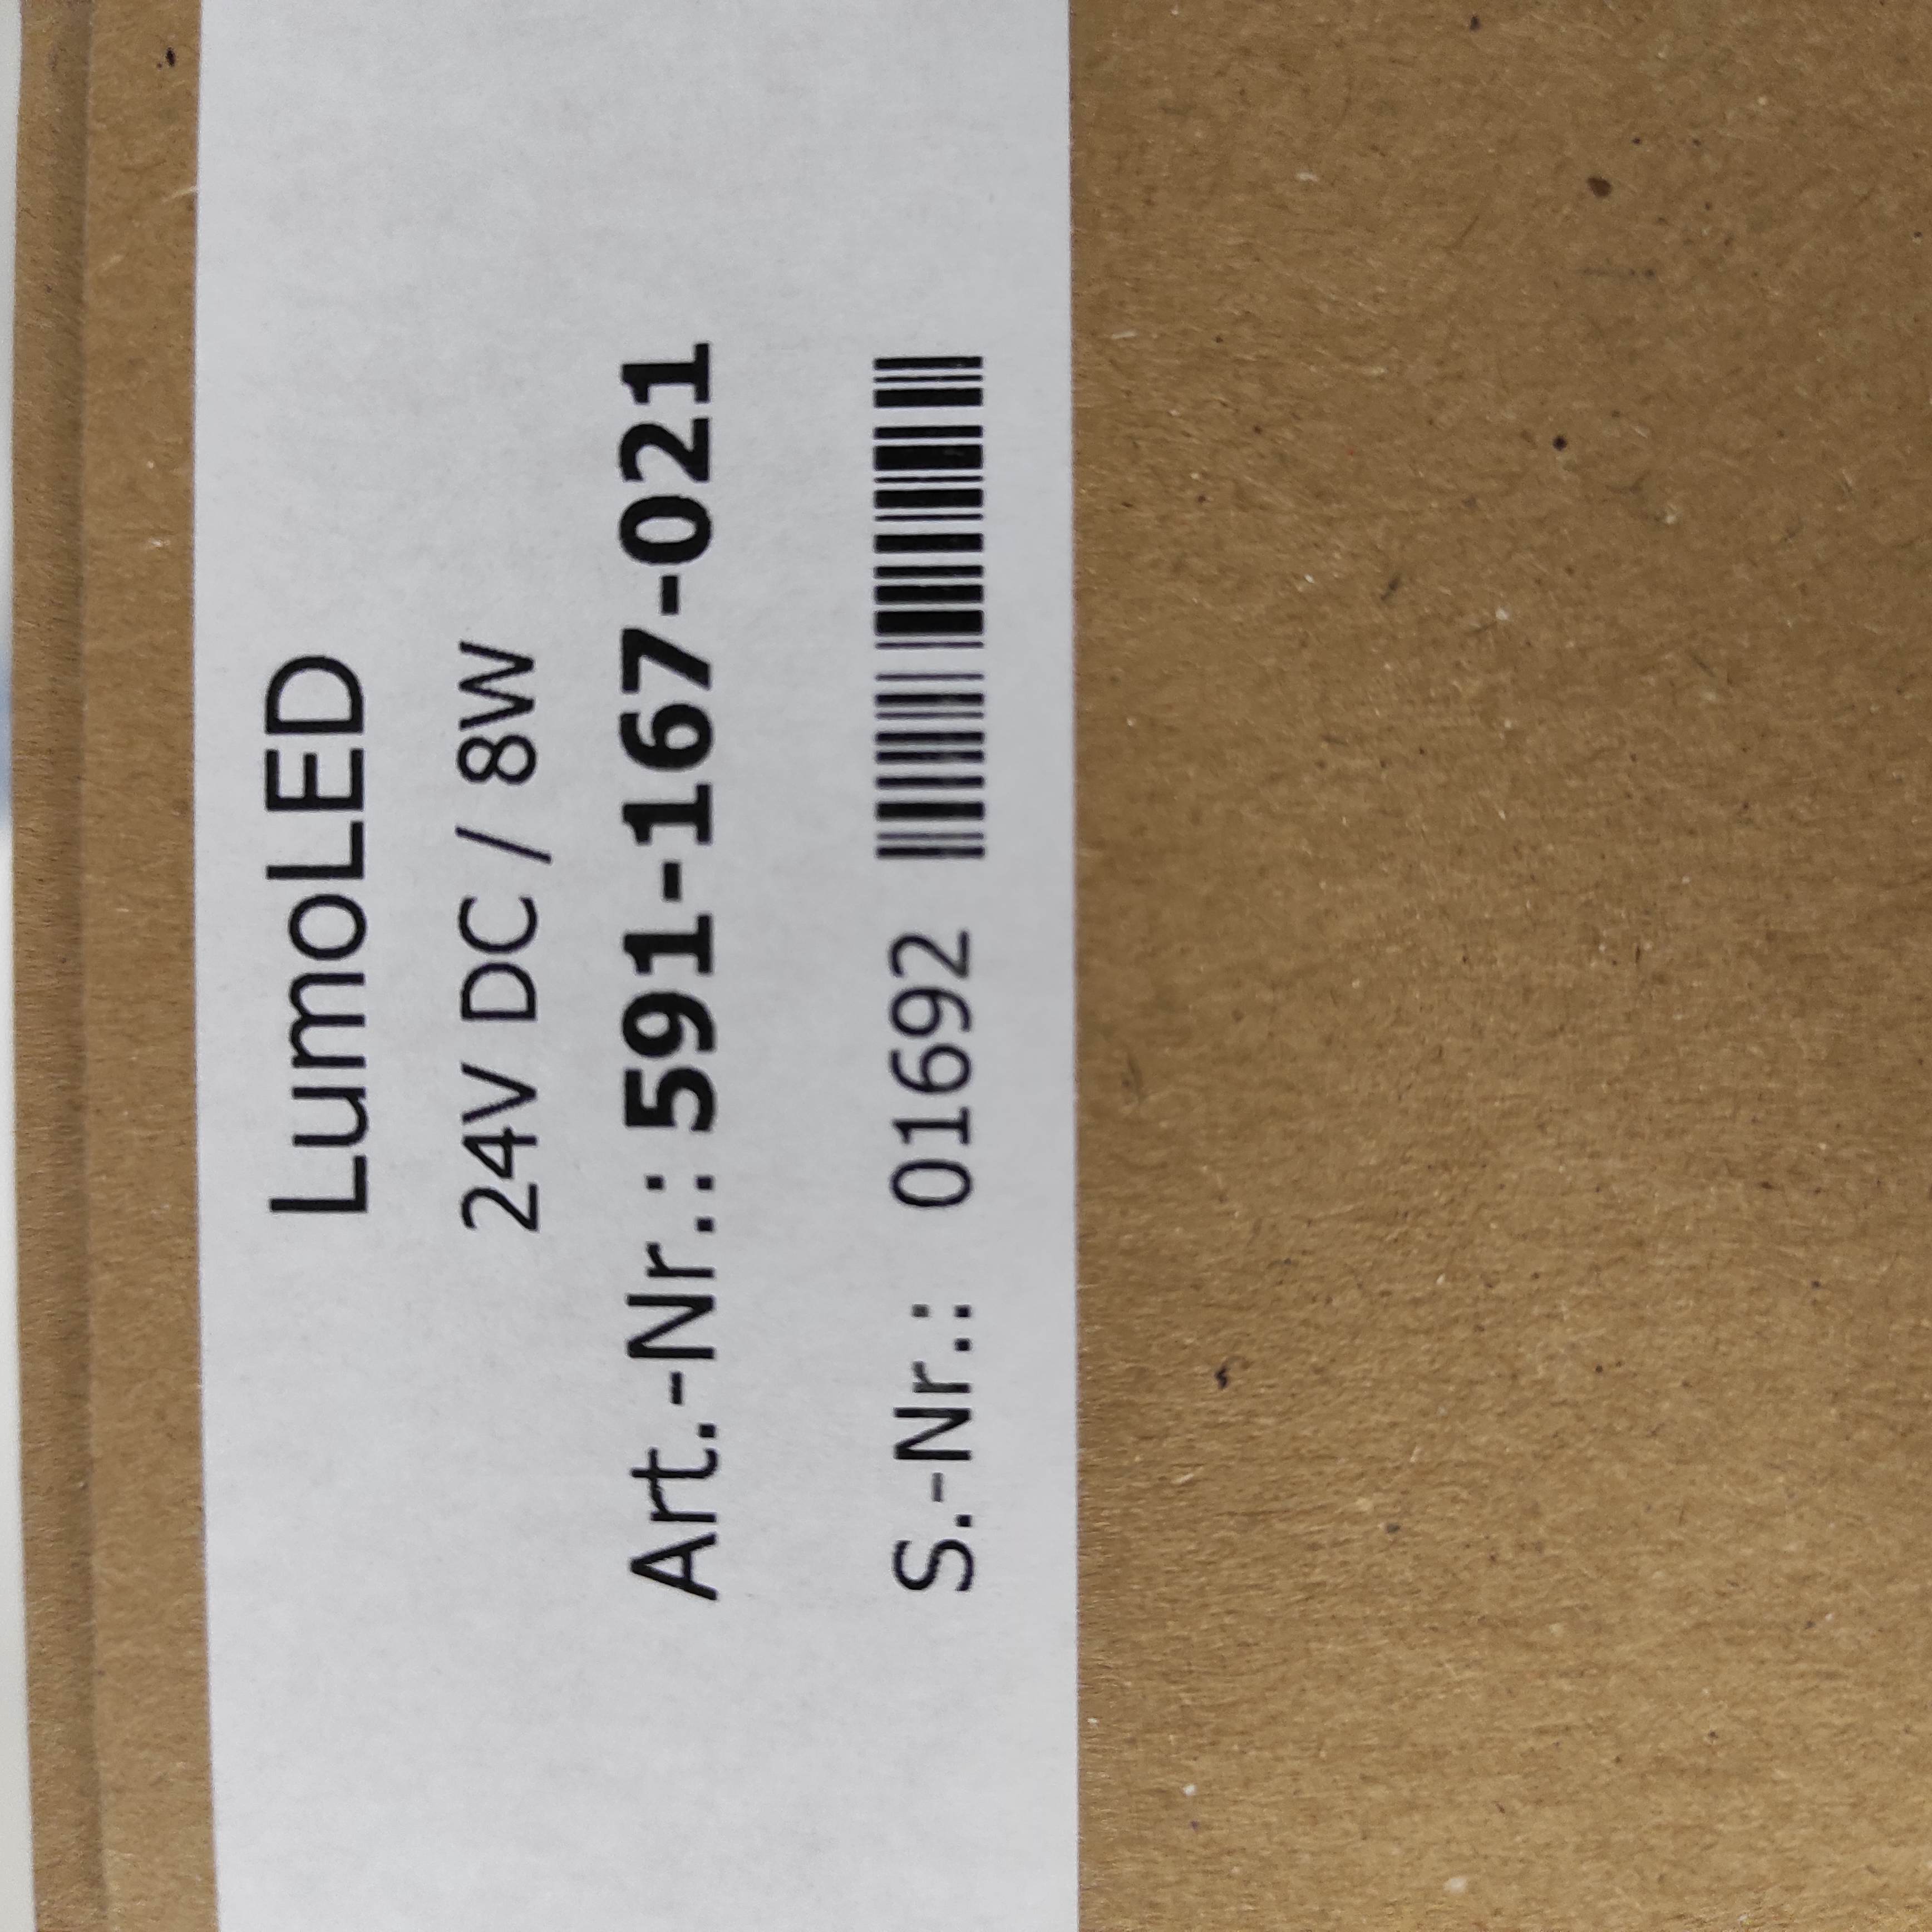 LumoLED
24V DC / 8W
Art.-Nr.: 591-167-021
S.-Nr.: 01692